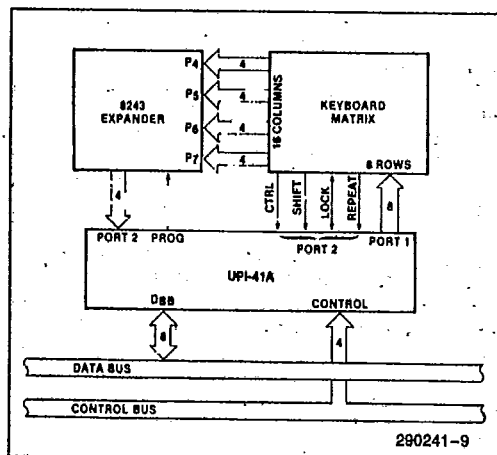 P4
4
8243
EXPANDER
P5
4
P6
4
P7
4
16 COLUMNS
KEYBOARD
MATRIX
8 ROWS
4
CTRL
SHIFT
LOCK
REPEAT
8
PORT 2
PROG
PORT 2
PORT 1
UPI-41A
DBB
CONTROL
8
4
DATA BUS
CONTROL BUS
290241-9